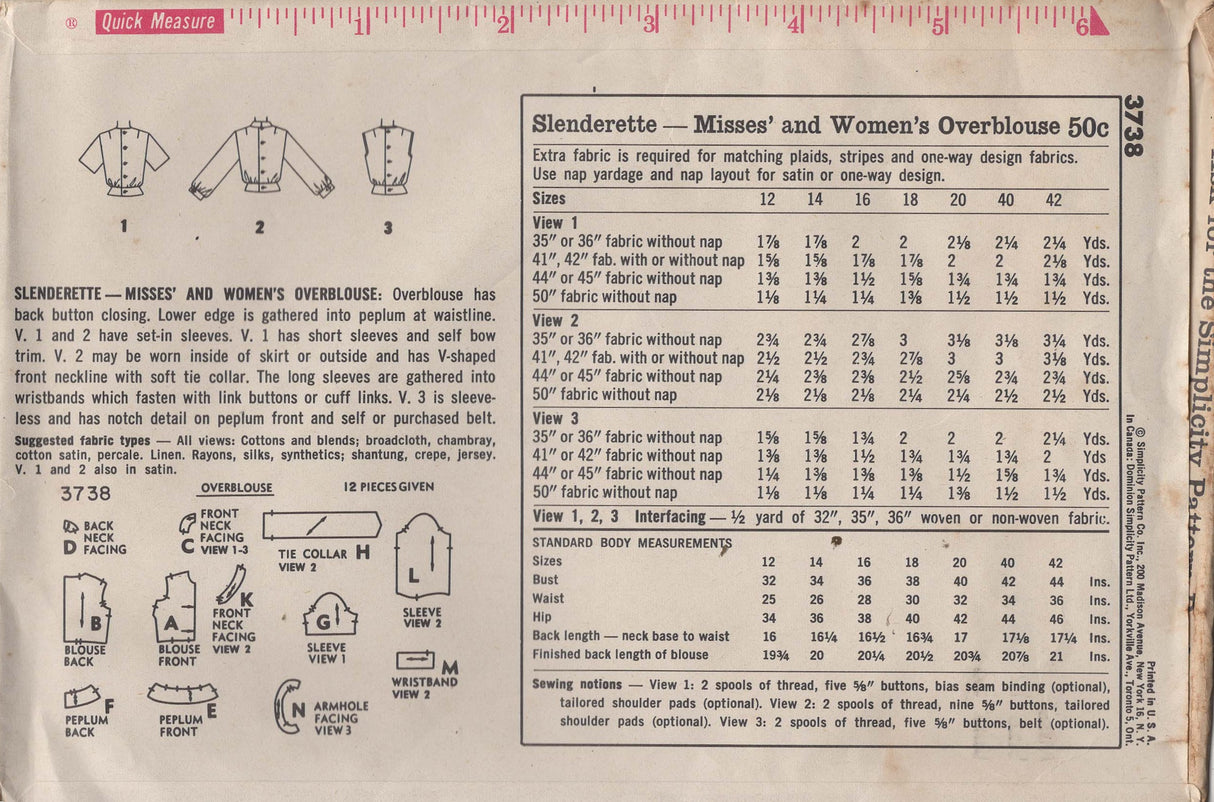 ® Quick Measure 1 2 3 4 5 6
1 2 3
SLENDERETTE — MISSES' AND WOMEN'S OVERBLOUSE: Overblouse has
back button closing. Lower edge is gathered into peplum at waistline.
V. 1 and 2 have set-in sleeves. V. 1 has short sleeves and self bow
trim. V. 2 may be worn inside of skirt or outside and has V-shaped
front neckline with soft tie collar. The long sleeves are gathered into
wristbands which fasten with link buttons or cuff links. V. 3 is sleeve-
less and has notch detail on peplum front and self or purchased belt.
Suggested fabric types — All views: Cottons and blends; broadcloth, chambray,
cotton satin, percale. Linen. Rayons, silks, synthetics; shantung, crepe, jersey.
V. 1 and 2 also in satin.
3738 OVERBLOUSE 12 PIECES GIVEN
D BACK
NECK
FACING
C FRONT
NECK
FACING
VIEW 1-3
TIE COLLAR H
VIEW 2
L
SLEEVE
VIEW 2
B
BLOUSE
BACK
A
BLOUSE
FRONT
K
FRONT
NECK
FACING
VIEW 2
G
SLEEVE
VIEW 1
M
WRISTBAND
VIEW 2
F
PEPLUM
BACK
E
PEPLUM
FRONT
N ARMHOLE
FACING
VIEW 3
Slenderette — Misses' and Women's Overblouse 50c
Extra fabric is required for matching plaids, stripes and one-way design fabrics.
Use nap yardage and nap layout for satin or one-way design.
Sizes 12 14 16 18 20 40 42
View 1
35" or 36" fabric without nap 1⅞ 1⅞ 2 2 2⅛ 2¼ 2¼ Yds.
41", 42" fab. with or without nap 1⅝ 1⅝ 1⅞ 1⅞ 2 2 2⅛ Yds.
44" or 45" fabric without nap 1⅜ 1⅜ 1½ 1⅝ 1¾ 1¾ 1¾ Yds.
50" fabric without nap 1⅛ 1¼ 1¼ 1⅜ 1½ 1½ 1½ Yds.
View 2
35" or 36" fabric without nap 2¾ 2¾ 2⅞ 3 3⅛ 3⅛ 3¼ Yds.
41", 42" fab. with or without nap 2½ 2½ 2¾ 2⅞ 3 3 3⅛ Yds.
44" or 45" fabric without nap 2¼ 2⅜ 2⅜ 2½ 2⅝ 2¾ 2¾ Yds.
50" fabric without nap 2⅛ 2⅛ 2⅛ 2¼ 2¼ 2½ 2½ Yds.
View 3
35" or 36" fabric without nap 1⅝ 1⅝ 1¾ 2 2 2 2¼ Yds.
41" or 42" fabric without nap 1⅜ 1⅜ 1½ 1¾ 1¾ 1¾ 2 Yds.
44" or 45" fabric without nap 1¼ 1⅜ 1⅜ 1⅜ 1½ 1⅝ 1¾ Yds.
50" fabric without nap 1⅛ 1⅛ 1¼ 1¼ 1⅜ 1½ 1½ Yds.
View 1, 2, 3 Interfacing — ½ yard of 32", 35", 36" woven or non-woven fabric.
STANDARD BODY MEASUREMENTS
Sizes 12 14 16 18 20 40 42
Bust 32 34 36 38 40 42 44 Ins.
Waist 25 26 28 30 32 34 36 Ins.
Hip 34 36 38 40 42 44 46 Ins.
Back length — neck base to waist 16 16¼ 16½ 16¾ 17 17⅛ 17¼ Ins.
Finished back length of blouse 19¾ 20 20¼ 20½ 20¾ 20⅞ 21 Ins.
Sewing notions — View 1: 2 spools of thread, five ⅝" buttons, bias seam binding (optional),
tailored shoulder pads (optional). View 2: 2 spools of thread, nine ⅝" buttons, tailored
shoulder pads (optional). View 3: 2 spools of thread, five ⅝" buttons, belt (optional).
3738
© Simplicity Pattern Co. Inc., 200 Madison Avenue, New York 16, N. Y.
In Canada: Dominion Simplicity Pattern Ltd., Yorkville Ave., Toronto 5, Ont.
Printed in U. S. A.
for the Simplicity